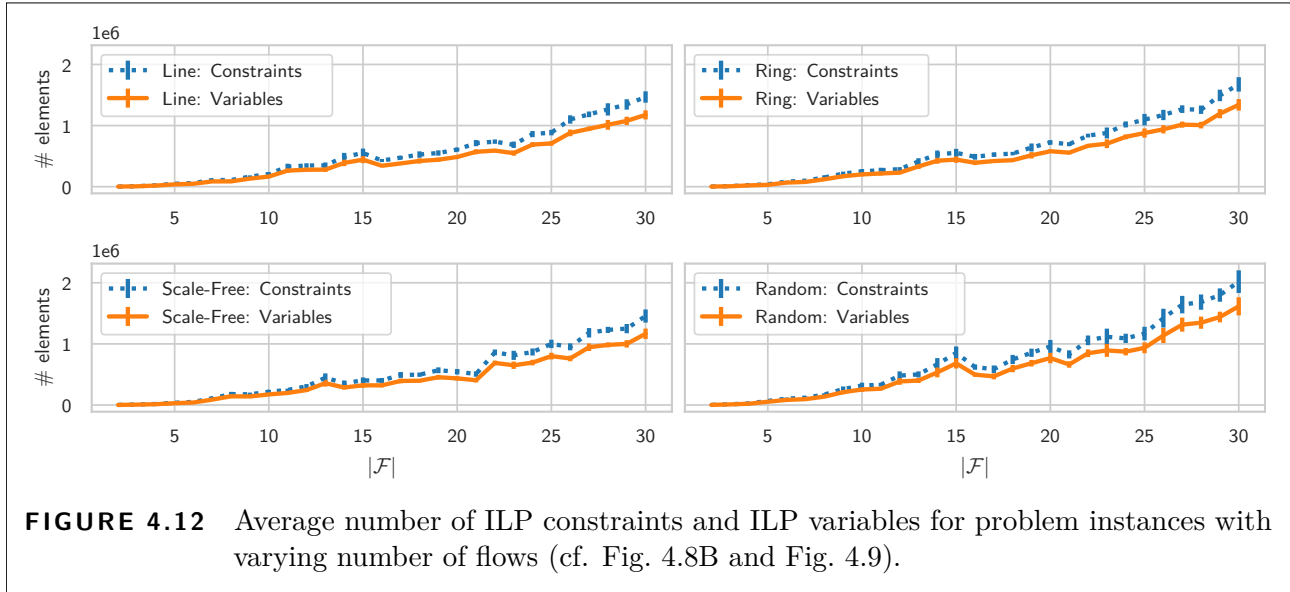 1e6
# elements
2
1
0
Line: Constraints
Line: Variables
5 10 15 20 25 30
Ring: Constraints
Ring: Variables
5 10 15 20 25 30
1e6
# elements
2
1
0
Scale-Free: Constraints
Scale-Free: Variables
5 10 15 20 25 30
|ℱ|
Random: Constraints
Random: Variables
5 10 15 20 25 30
|ℱ|
FIGURE 4.12 Average number of ILP constraints and ILP variables for problem instances with
varying number of flows (cf. Fig. 4.8B and Fig. 4.9).